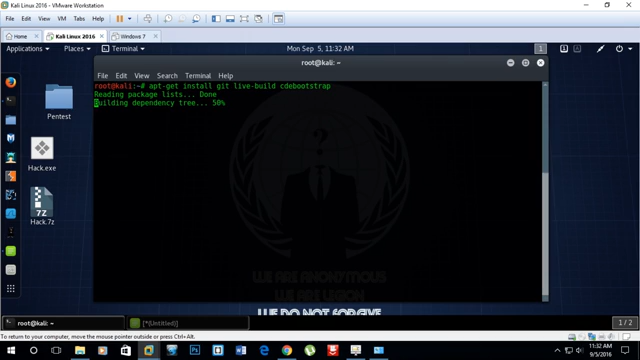 Kali Linux 2016 - VMware Workstation
File Edit View VM Tabs Help
Home Kali Linux 2016 Windows 7
Applications Places Terminal Mon Sep 5, 11:32 AM 1
root@kali: ~
File Edit View Search Terminal Help
root@kali:~# apt-get install git live-build cdebootstrap
Reading package lists... Done
Building dependency tree... 50%
Pentest
Hack.exe
7Z
Hack.7z
WE ARE ANONYMOUS
WE ARE LEGION
WE DO NOT FORGIVE
root@kali: ~ [*(Untitled)] 1 / 2
To return to your computer, move the mouse pointer outside or press Ctrl+Alt.
11:32 AM
9/5/2016